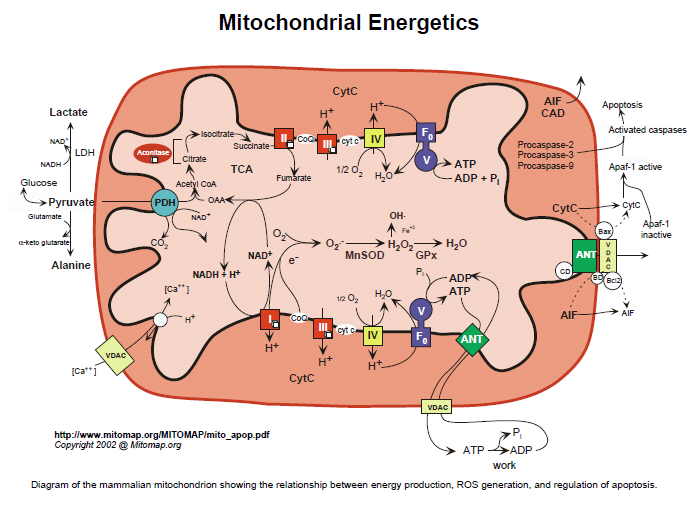 Mitochondrial Energetics
CytC
AIF
CAD
Apoptosis
Activated caspases
Procaspase-2
Procaspase-3
Procaspase-9
Apaf-1 active
CytC
CytC
Apaf-1
inactive
Bax
ANT
VDAC
CD
BD
Bcl2
AIF
AIF
Lactate
NAD+
LDH
NADH
Glucose
Pyruvate
Glutamate
α-keto glutarate
Alanine
Aconitase
Isocitrate
Citrate
Acetyl CoA
PDH
NAD+
CO2
OAA
TCA
Succinate
Fumarate
II
CoQ
III
cyt c
IV
H+
H+
1/2 O2
H2O
F0
V
ATP
ADP + Pi
NADH + H+
NAD+
O2
e-
O2.-
MnSOD
OH·
Fe+2
H2O2
GPx
H2O
[Ca++]
H+
VDAC
[Ca++]
I
H+
CoQ
III
H+
cyt c
IV
H+
1/2 O2
H2O
Pi
ADP
ATP
V
F0
ANT
CytC
VDAC
ATP
Pi
ADP
work
http://www.mitomap.org/MITOMAP/mito_apop.pdf
Copyright 2002 @ Mitomap.org
Diagram of the mammalian mitochondrion showing the relationship between energy production, ROS generation, and regulation of apoptosis.